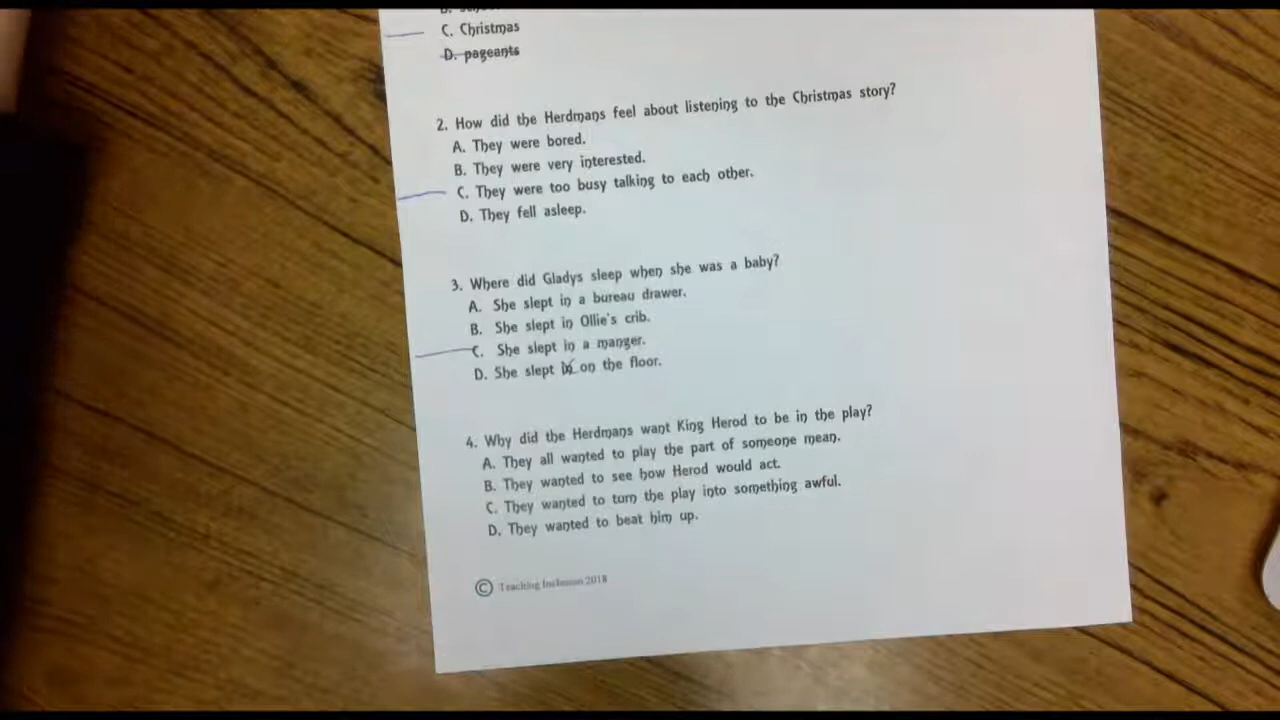 C. Christmas
D. pageants
2. How did the Herdmans feel about listening to the Christmas story?
A. They were bored.
B. They were very interested.
C. They were too busy talking to each other.
D. They fell asleep.
3. Where did Gladys sleep when she was a baby?
A. She slept in a bureau drawer.
B. She slept in Ollie's crib.
C. She slept in a manger.
D. She slept in on the floor.
4. Why did the Herdmans want King Herod to be in the play?
A. They all wanted to play the part of someone mean.
B. They wanted to see how Herod would act.
C. They wanted to turn the play into something awful.
D. They wanted to beat him up.
© Teaching Inclusion 2018